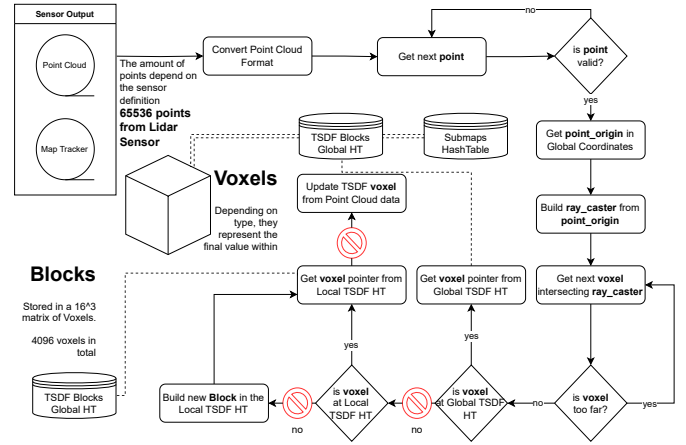 Sensor Output
Point Cloud
Map Tracker
The amount of
points depend on
the sensor
definition
65536 points
from Lidar
Sensor
Convert Point Cloud
Format
Get next point
no
is point
valid?
yes
Get point_origin in
Global Coordinates
Build ray_caster from
point_origin
Get next voxel
intersecting ray_caster
is voxel
too far?
yes
no
is voxel
at Global TSDF
HT
yes
no
is voxel
at Local
TSDF HT
yes
no
Build new Block in the
Local TSDF HT
Get voxel pointer from
Local TSDF HT
Get voxel pointer from
Global TSDF HT
Update TSDF voxel
from Point Cloud data
TSDF Blocks
Global HT
Submaps
HashTable
Voxels
Depending on
type, they
represent the
final value within
Blocks
Stored in a 16^3
matrix of Voxels.
4096 voxels in
total
TSDF Blocks
Global HT